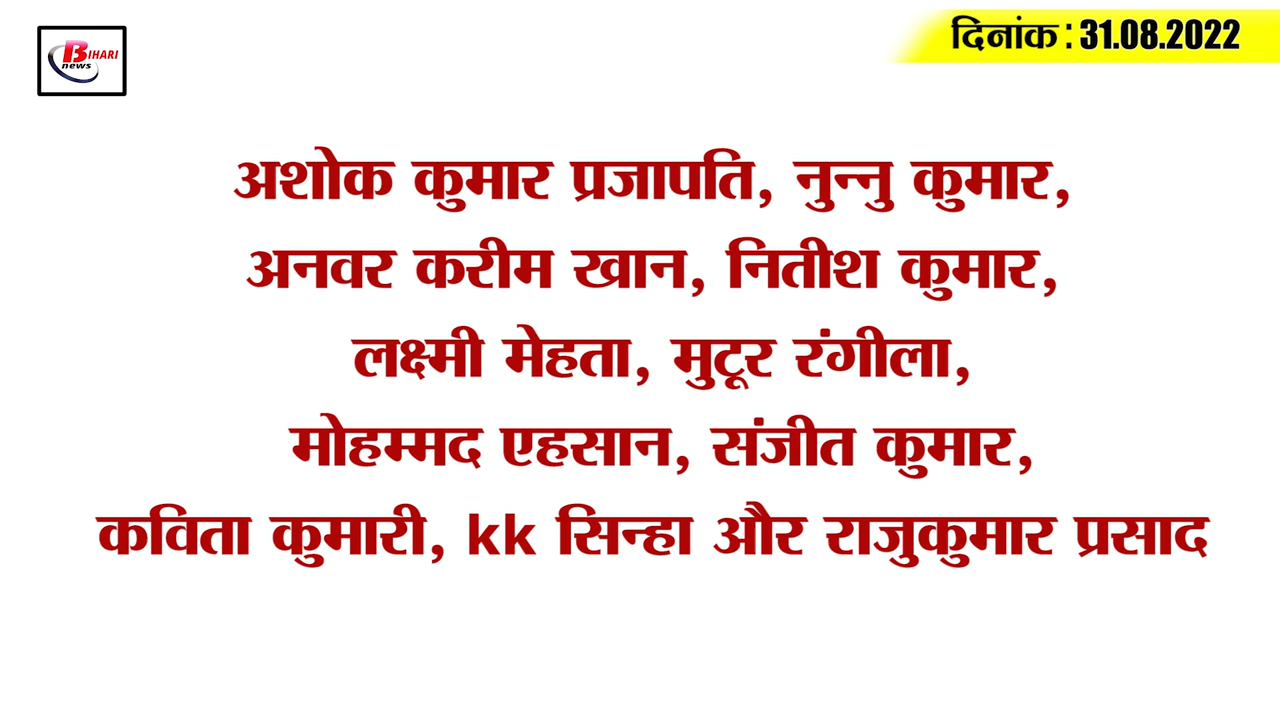 BIHARI
news
दिनांक : 31.08.2022
अशोक कुमार प्रजापति, नुन्नु कुमार,
अनवर करीम खान, नितीश कुमार,
लक्ष्मी मेहता, मुटूर रंगीला,
मोहम्मद एहसान, संजीत कुमार,
कविता कुमारी, kk सिन्हा और राजुकुमार प्रसाद